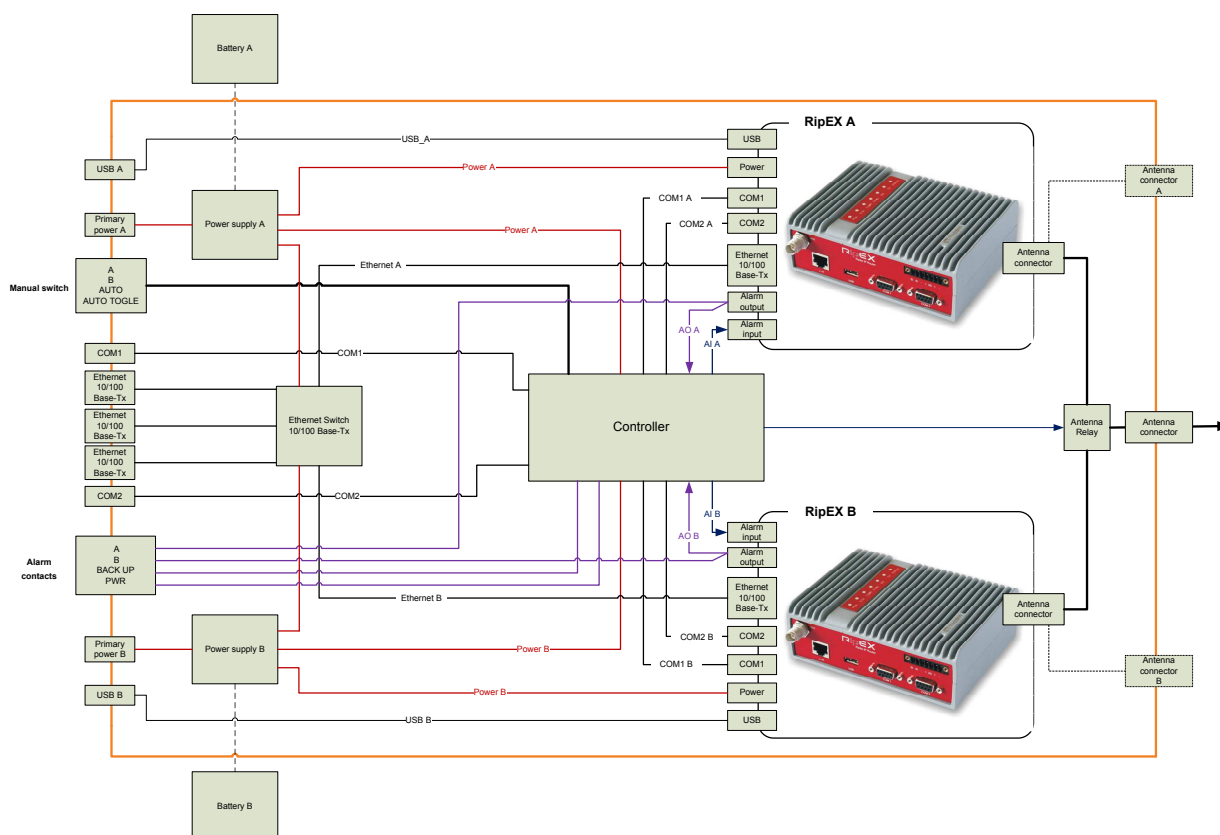 Battery A
RipEX A
USB_A
USB
USB A
Power A
Power
Antenna
connector
A
COM1 A
COM1
Primary
power A
Power supply A
COM2 A
COM2
Power A
Ethernet A
Ethernet
10/100
Base-Tx
Antenna
connector
RipEX
Manual switch
A
B
AUTO
AUTO TOGLE
Alarm
output
AO A
AI A
Alarm
input
COM1
COM1
Ethernet
10/100
Base-Tx
Ethernet
10/100
Base-Tx
Ethernet
10/100
Base-Tx
Ethernet Switch
10/100 Base-Tx
Controller
Antenna
Relay
Antenna
connector
COM2
COM2
RipEX B
AI B
AO B
Alarm
input
Alarm
output
Alarm
contacts
A
B
BACK UP
PWR
Ethernet B
Ethernet
10/100
Base-Tx
Antenna
connector
RipEX
COM2 B
COM2
Primary
power B
Power supply B
Power B
COM1 B
COM1
Antenna
connector
B
USB B
Power B
Power
USB B
USB
Battery B